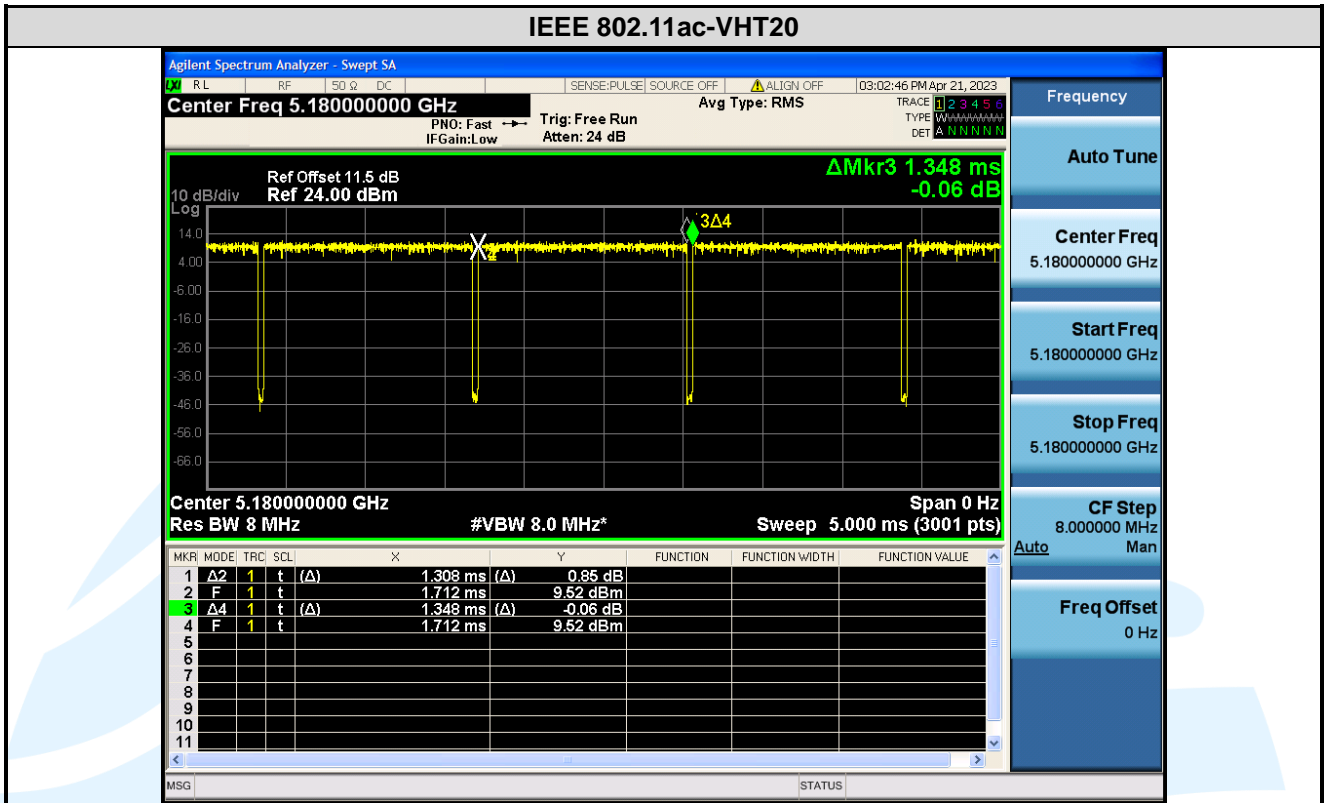 IEEE 802.11ac-VHT20
Agilent Spectrum Analyzer - Swept SA
LXI RL RF 50 Ω DC SENSE:PULSE SOURCE OFF ALIGN OFF 03:02:46 PM Apr 21, 2023
Center Freq 5.180000000 GHz
PNO: Fast
IFGain:Low
Trig: Free Run
Atten: 24 dB
Avg Type: RMS
TRACE 1 2 3 4 5 6
TYPE WWWWWW
DET A N N N N N
ΔMkr3 1.348 ms
-0.06 dB
Ref Offset 11.5 dB
10 dB/div Ref 24.00 dBm
Log
14.0
4.00
-6.00
-16.0
-26.0
-36.0
-46.0
-56.0
-66.0
3Δ4
Center 5.180000000 GHz Span 0 Hz
Res BW 8 MHz #VBW 8.0 MHz* Sweep 5.000 ms (3001 pts)
MKR MODE TRC SCL X Y FUNCTION FUNCTION WIDTH FUNCTION VALUE
1 Δ2 1 t (Δ) 1.308 ms (Δ) 0.85 dB
2 F 1 t 1.712 ms 9.52 dBm
3 Δ4 1 t (Δ) 1.348 ms (Δ) -0.06 dB
4 F 1 t 1.712 ms 9.52 dBm
5
6
7
8
9
10
11
MSG STATUS
Frequency
Auto Tune
Center Freq
5.180000000 GHz
Start Freq
5.180000000 GHz
Stop Freq
5.180000000 GHz
CF Step
8.000000 MHz
Auto Man
Freq Offset
0 Hz